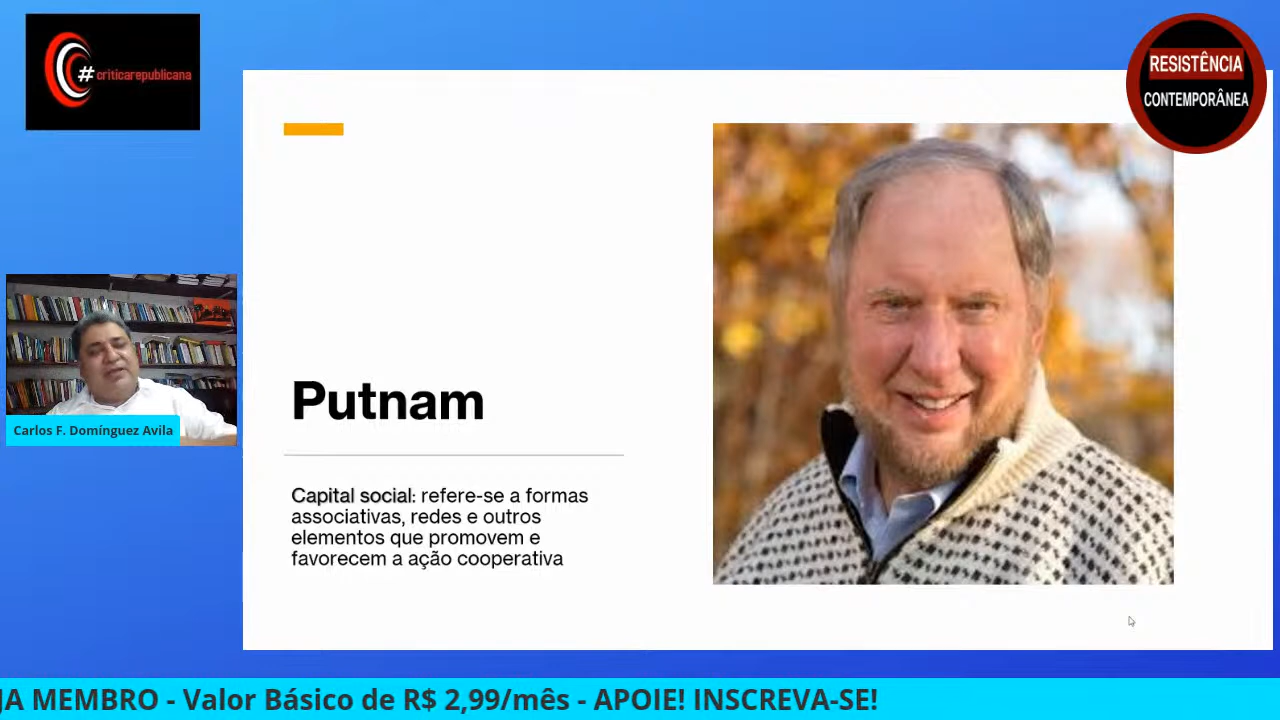 #criticarepublicana
RESISTÊNCIA
CONTEMPORÂNEA
Putnam
Capital social: refere-se a formas
associativas, redes e outros
elementos que promovem e
favorecem a ação cooperativa
Carlos F. Domínguez Avila
JA MEMBRO - Valor Básico de R$ 2,99/mês - APOIE! INSCREVA-SE!